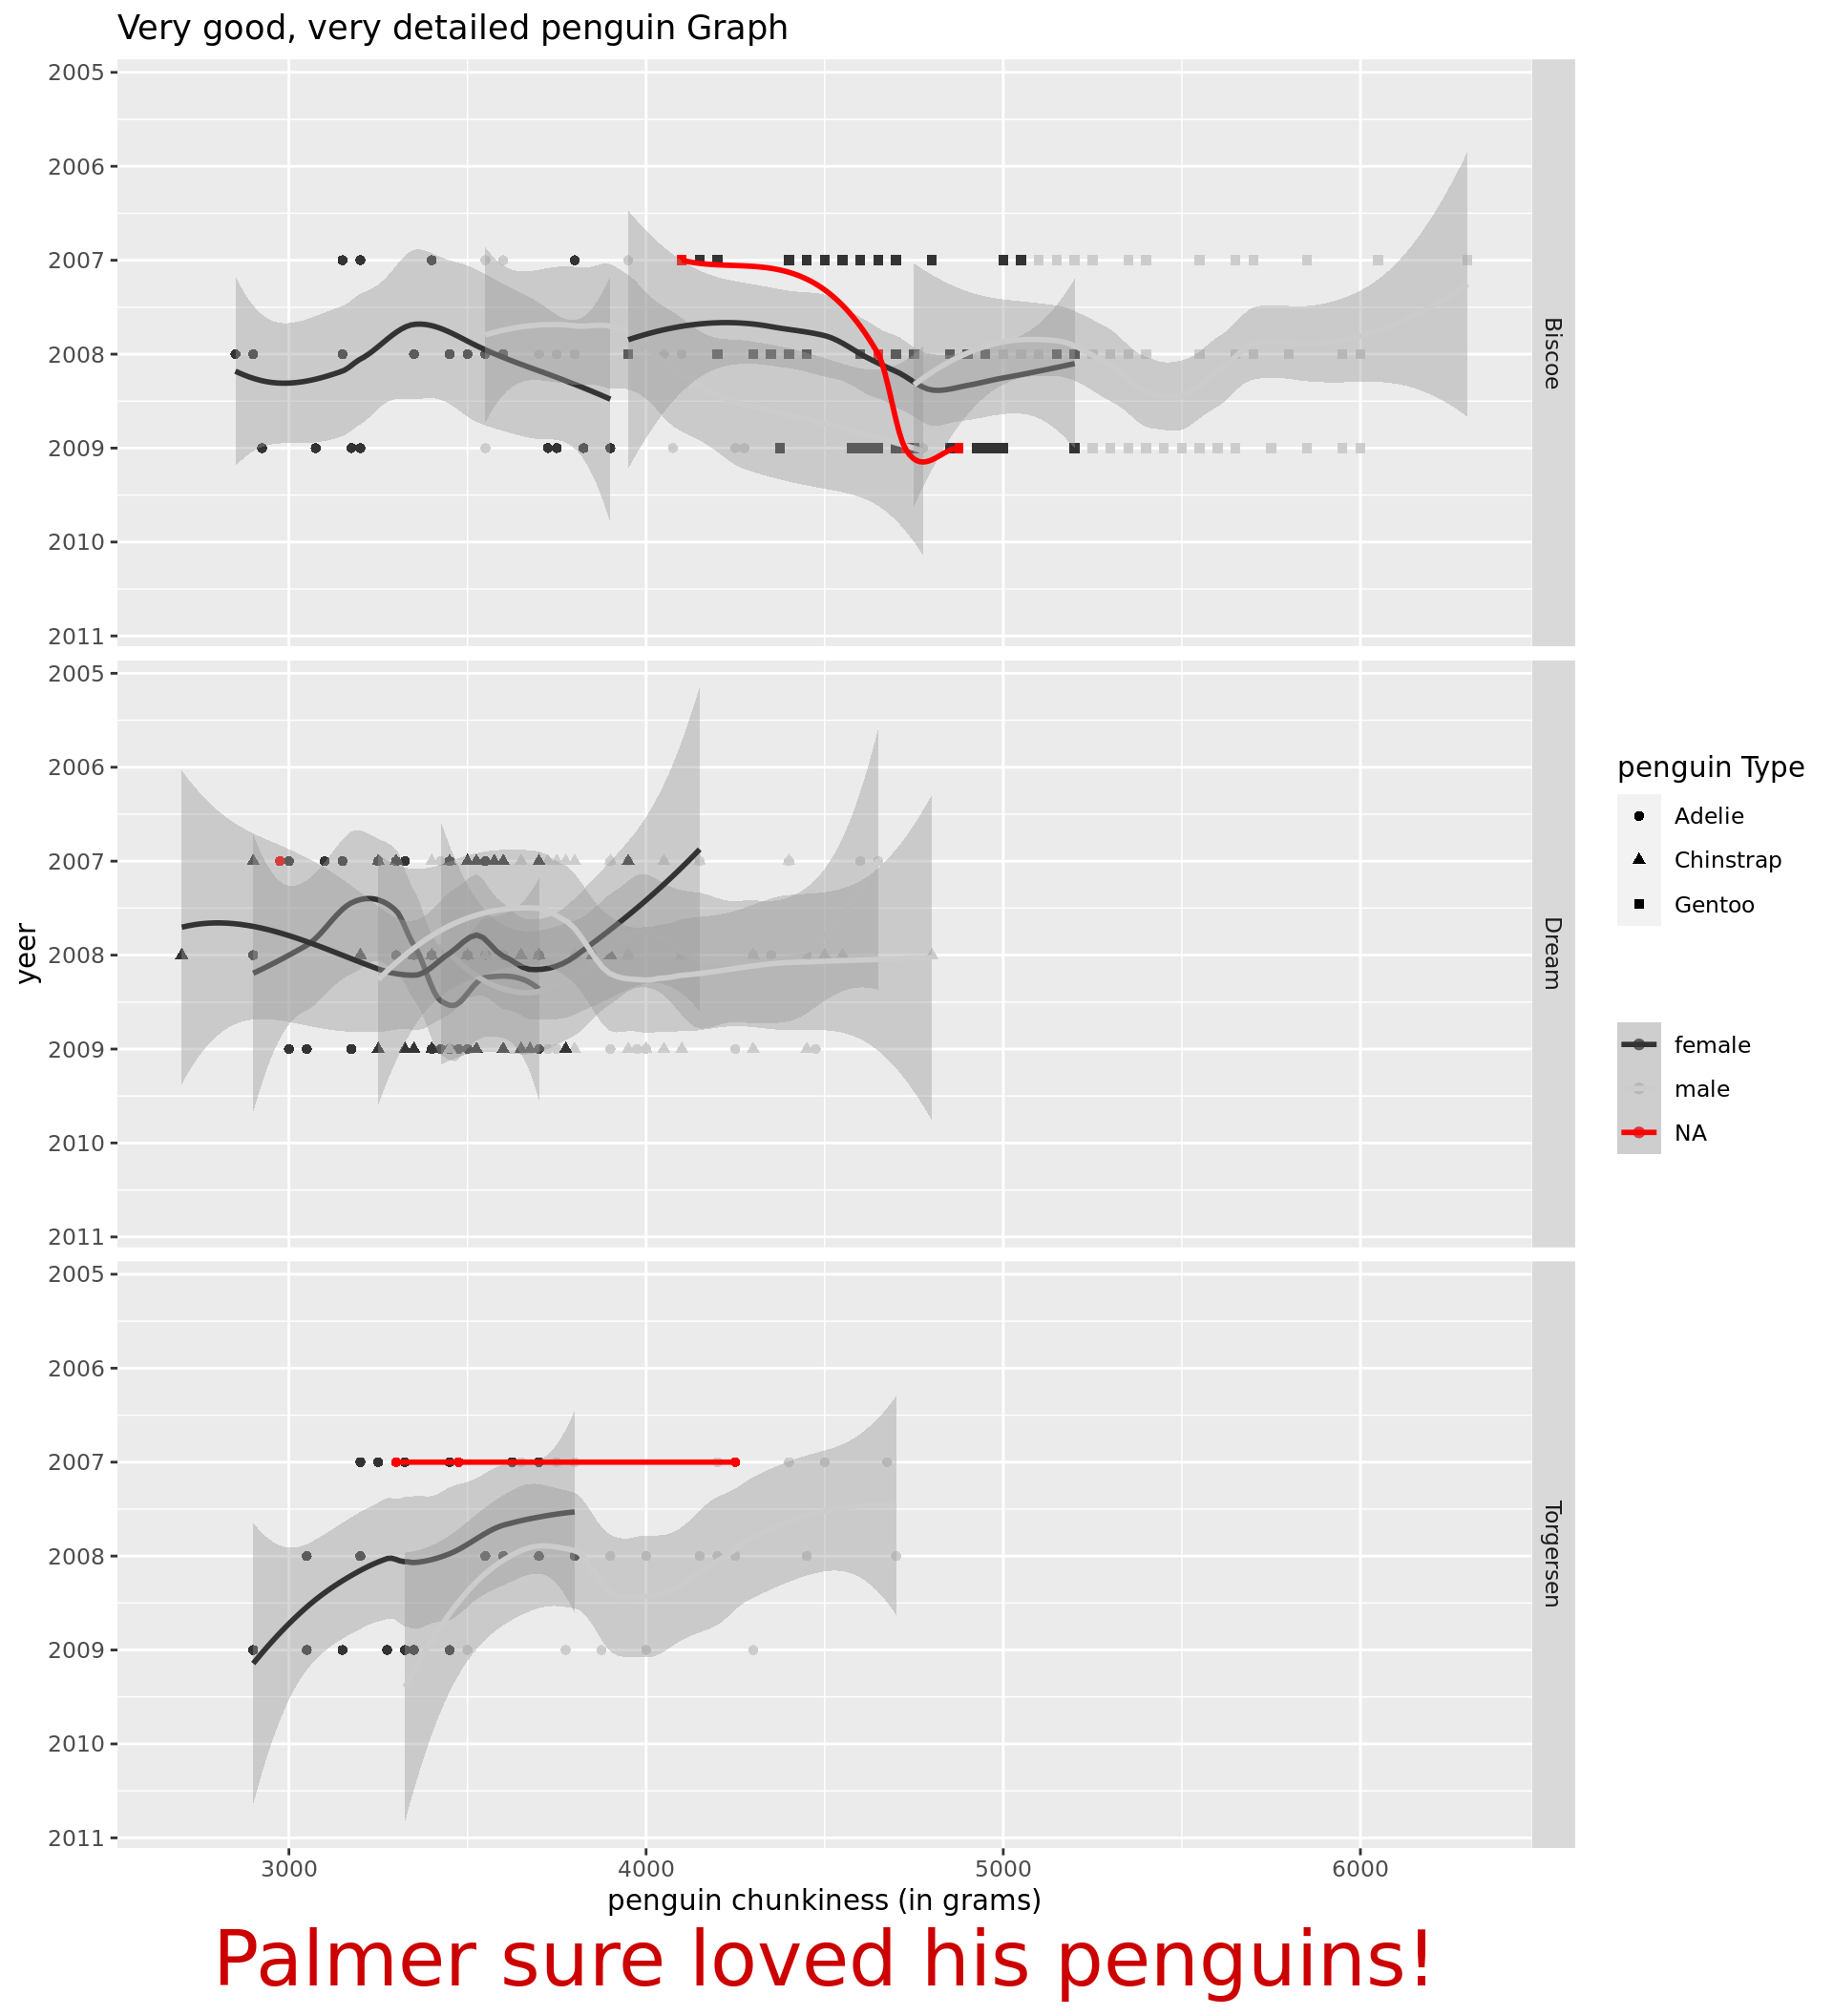 Very good, very detailed penguin Graph
2005
2006
2007
2008
2009
2010
2011
Biscoe
2005
2006
2007
2008
2009
2010
2011
Dream
yeer
2005
2006
2007
2008
2009
2010
2011
Torgersen
3000 4000 5000 6000
penguin chunkiness (in grams)
penguin Type
Adelie
Chinstrap
Gentoo
female
male
NA
Palmer sure loved his penguins!